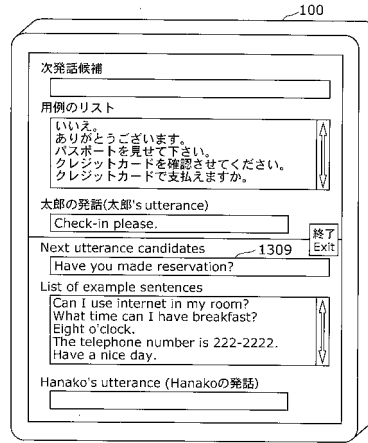 100
次発話候補
用例のリスト
いいえ。
ありがとうございます。
パスポートを見せて下さい。
クレジットカードを確認させてください。
クレジットカードで支払えますか。
太郎の発話(太郎's utterance)
Check-in please.
終了
Exit
Next utterance candidates
1309
Have you made reservation?
List of example sentences
Can I use internet in my room?
What time can I have breakfast?
Eight o'clock.
The telephone number is 222-2222.
Have a nice day.
Hanako's utterance (Hanakoの発話)